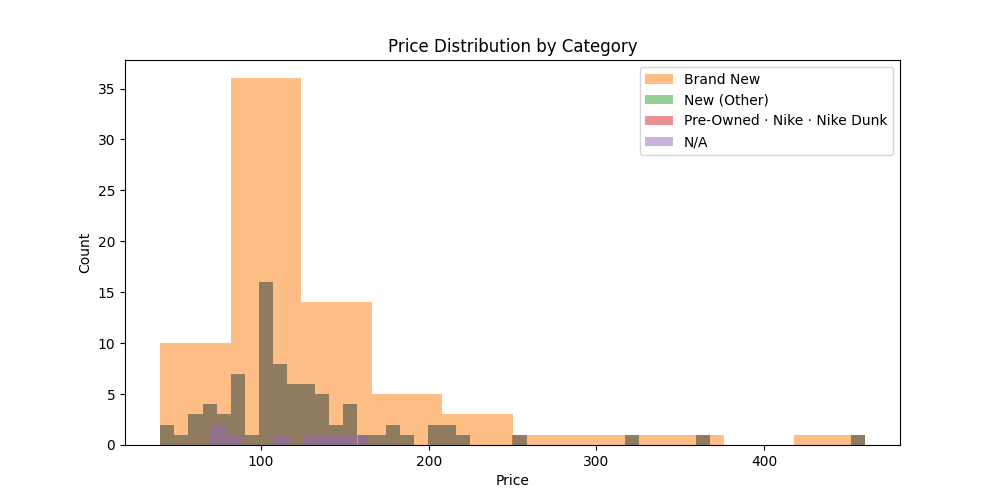 Price Distribution by Category
Brand New
New (Other)
Pre-Owned · Nike · Nike Dunk
N/A
35
30
25
20
15
10
5
0
Count
100
200
300
400
Price